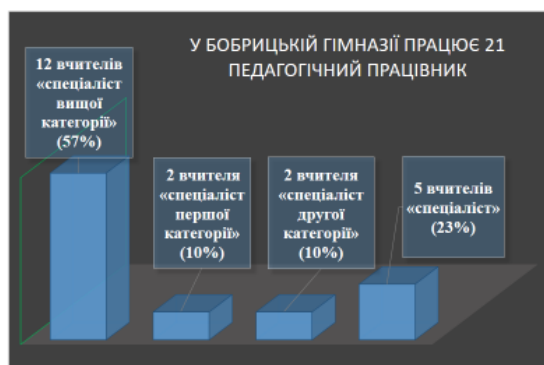 У БОБРИЦЬКІЙ ГІМНАЗІЇ ПРАЦЮЄ 21
ПЕДАГОГІЧНИЙ ПРАЦІВНИК
12 вчителів
«спеціаліст
вищої
категорії»
(57%)
2 вчителя
«спеціаліст
першої
категорії»
(10%)
2 вчителя
«спеціаліст
другої
категорії»
(10%)
5 вчителів
«спеціаліст»
(23%)